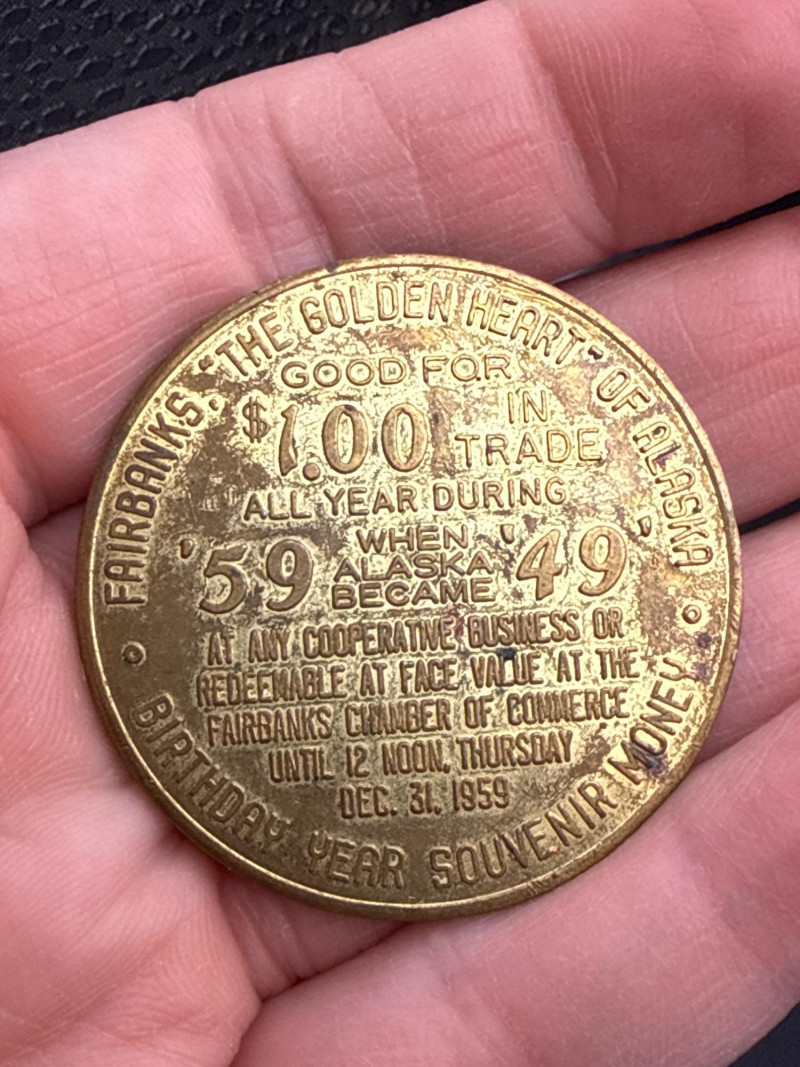 FAIRBANKS, "THE GOLDEN HEART" OF ALASKA
GOOD FOR
$1.00 IN
TRADE
ALL YEAR DURING
'59 WHEN
ALASKA
BECAME '49
AT ANY COOPERATIVE BUSINESS OR
REDEEMABLE AT FACE VALUE AT THE
FAIRBANKS CHAMBER OF COMMERCE
UNTIL 12 NOON, THURSDAY
DEC. 31, 1959
BIRTHDAY YEAR SOUVENIR MONEY